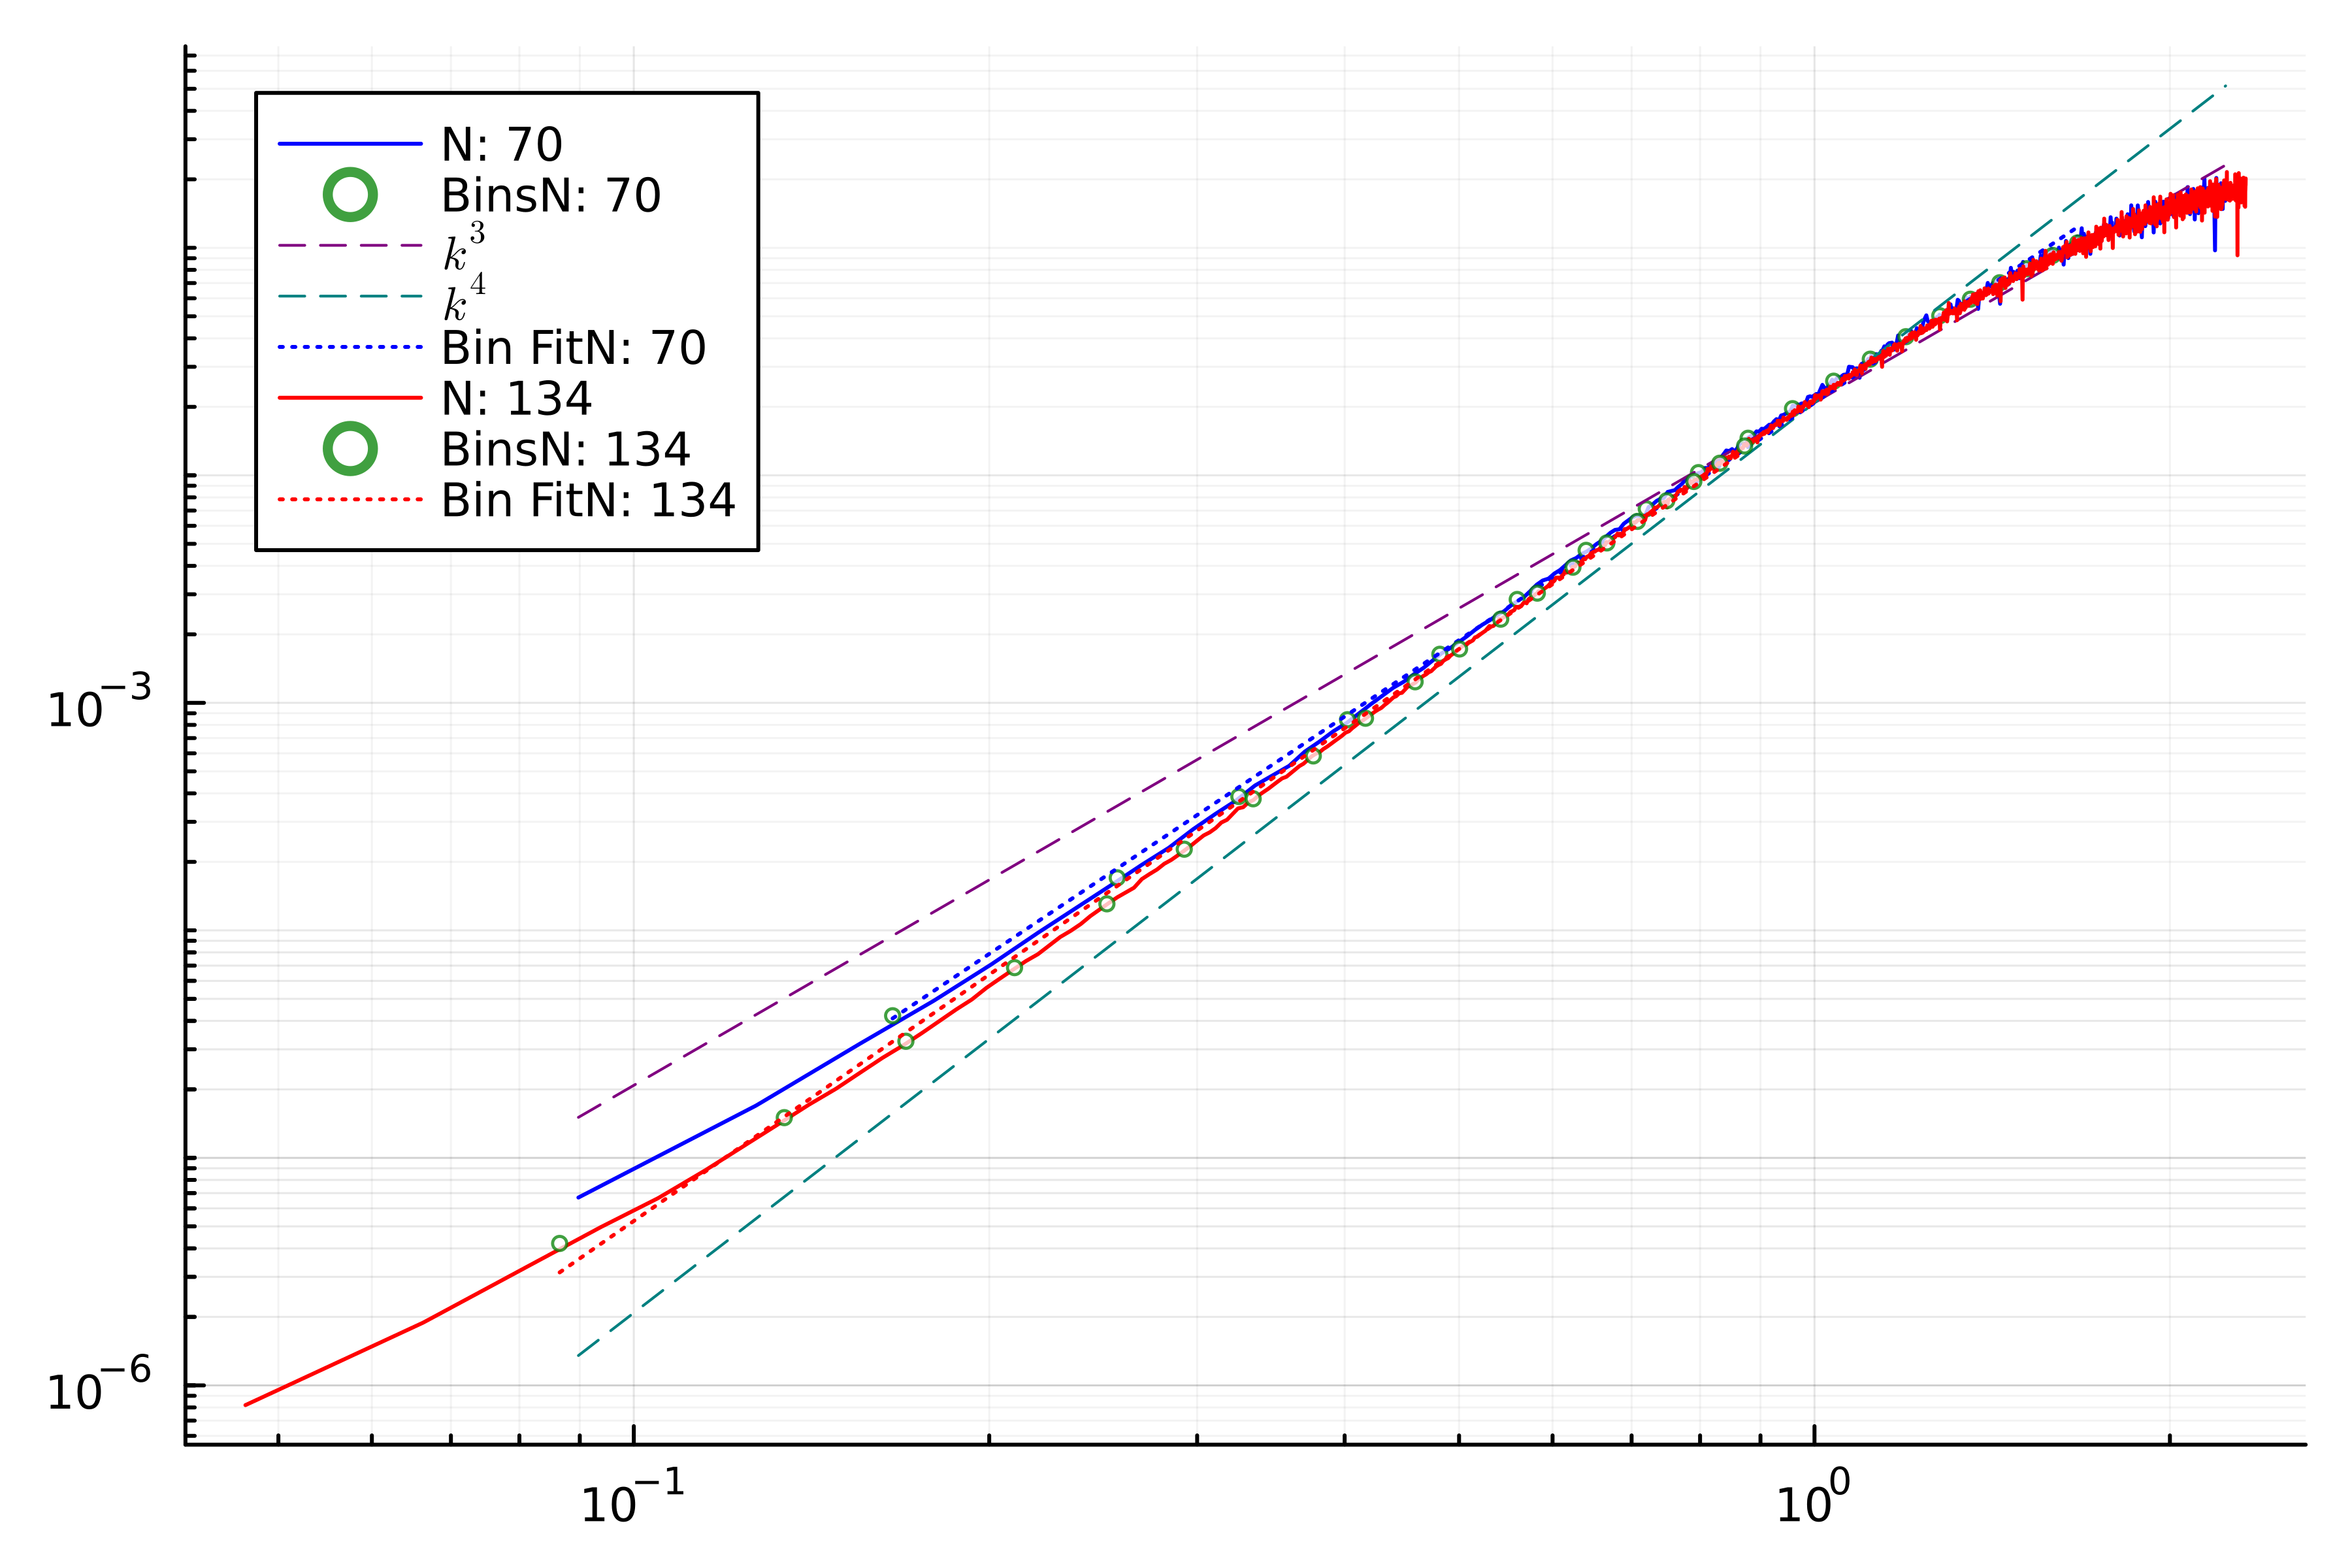 N: 70
BinsN: 70
k^3
k^4
Bin FitN: 70
N: 134
BinsN: 134
Bin FitN: 134
10^−3
10^−6
10^−1
10^0